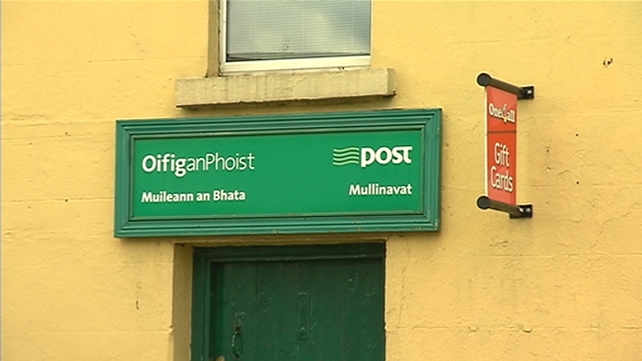 OifiganPhoist
post
Muileann an Bhata
Mullinavat
One4all
Gift
Cards